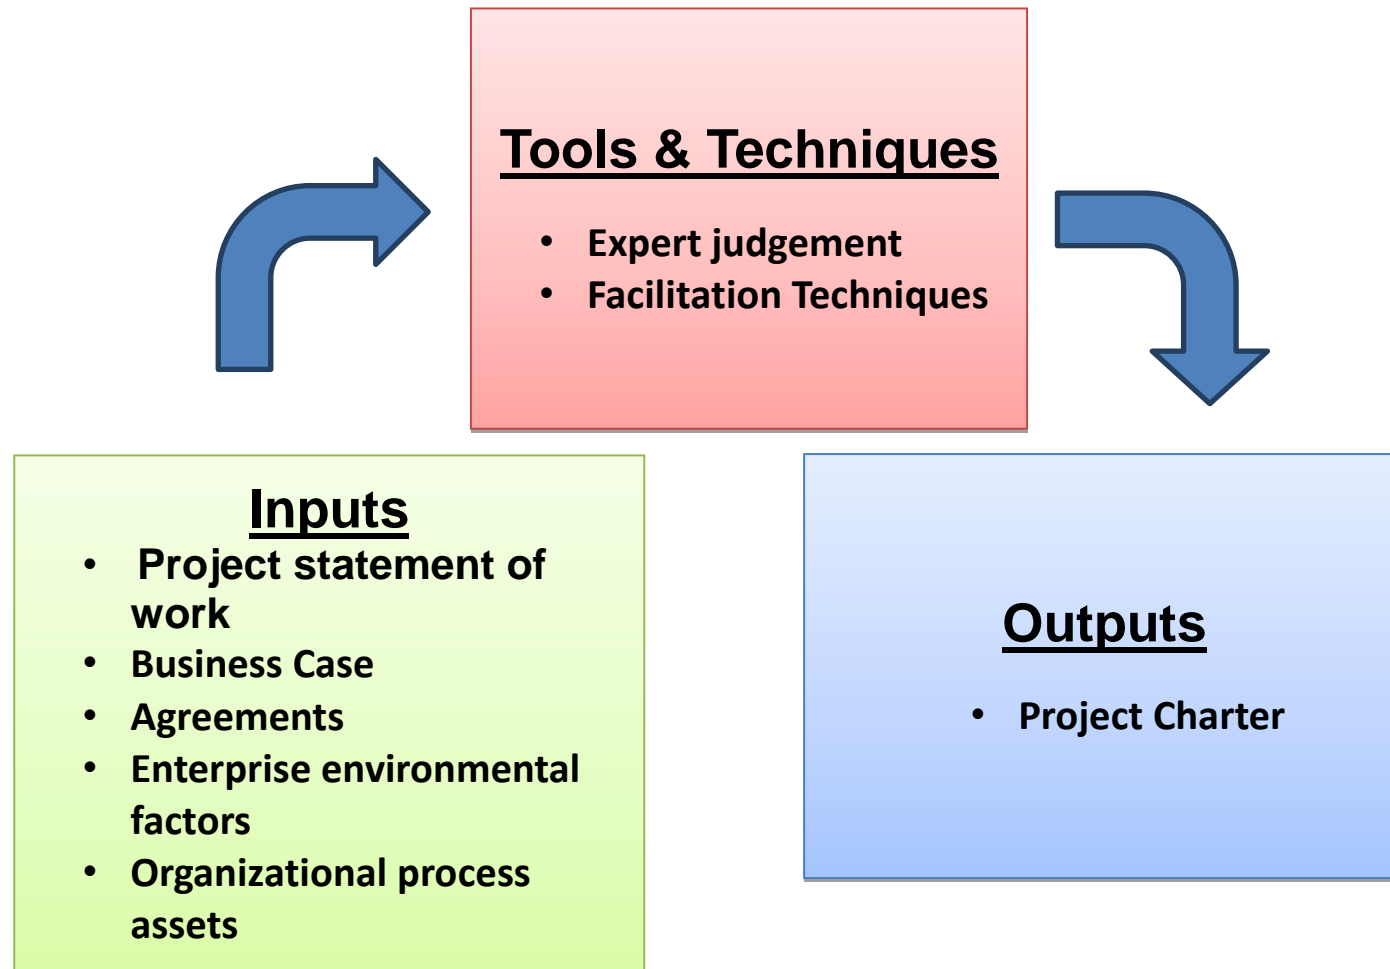 Tools & Techniques
• Expert judgement
• Facilitation Techniques
Inputs
• Project statement of
work
• Business Case
• Agreements
• Enterprise environmental
factors
• Organizational process
assets
Outputs
• Project Charter